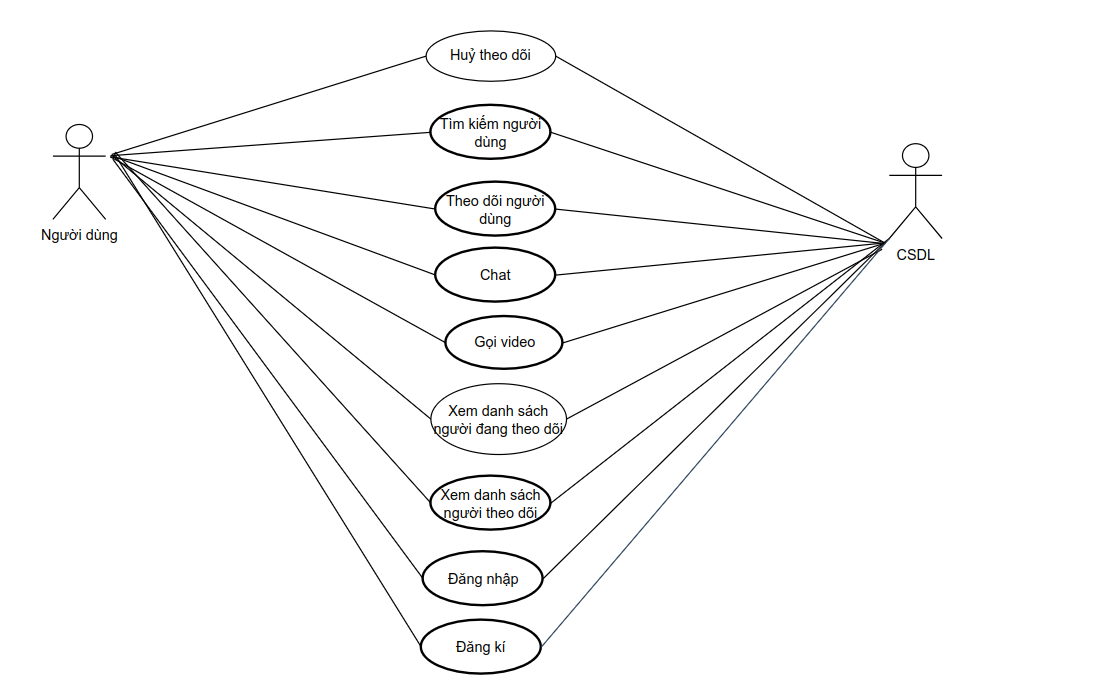 Huỷ theo dõi
Tìm kiếm người
dùng
Theo dõi người
dùng
Người dùng
CSDL
Chat
Gọi video
Xem danh sách
người đang theo dõi
Xem danh sách
người theo dõi
Đăng nhập
Đăng kí